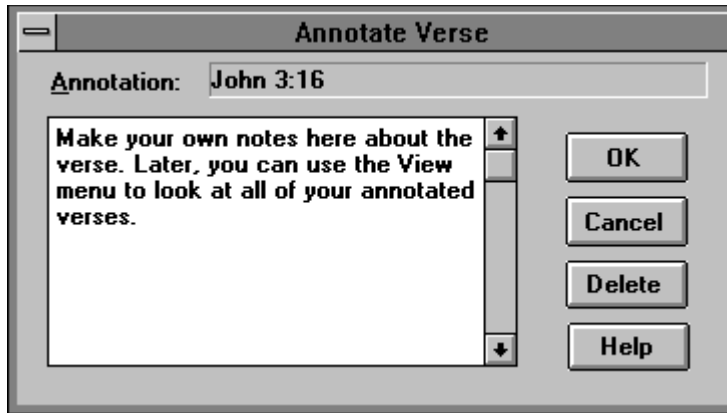 Annotate Verse
Annotation: John 3:16
Make your own notes here about the
verse. Later, you can use the View
menu to look at all of your annotated
verses.
OK
Cancel
Delete
Help